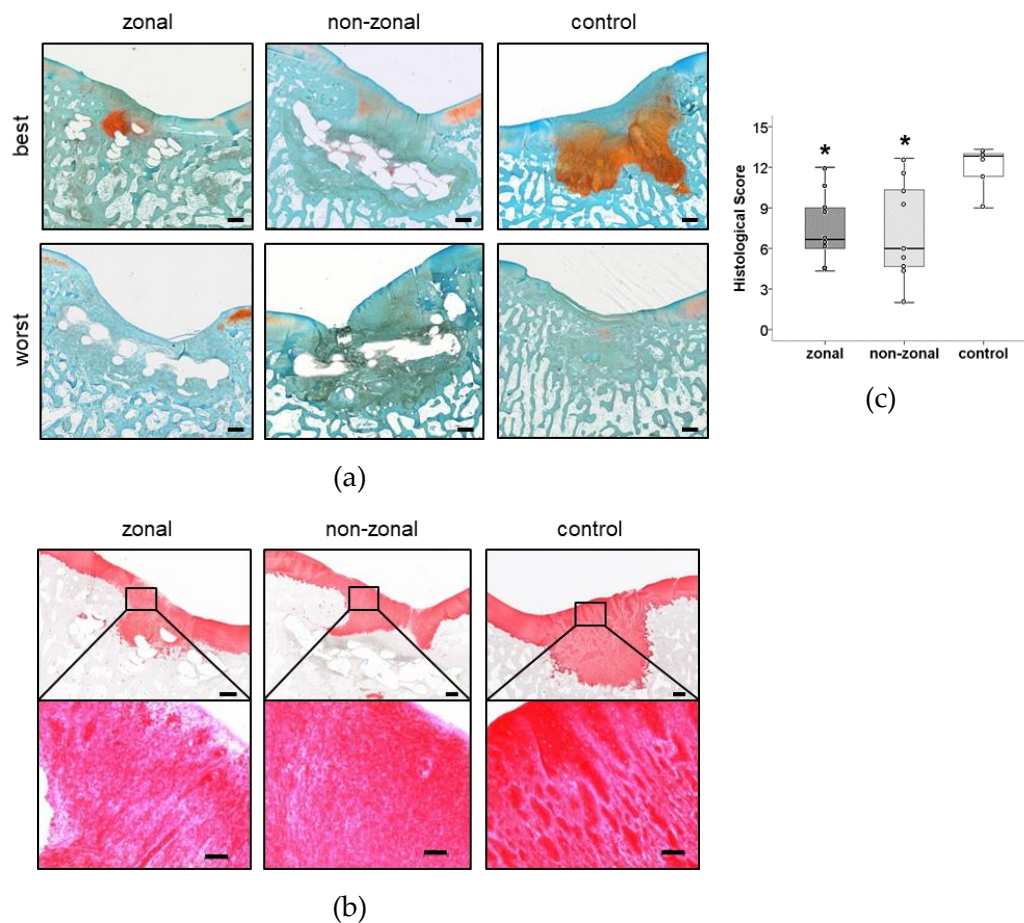 zonal non-zonal control
best
worst
(a)
* *
15
12
9
6
3
0
Histological Score
zonal non-zonal control
(c)
zonal non-zonal control
(b)